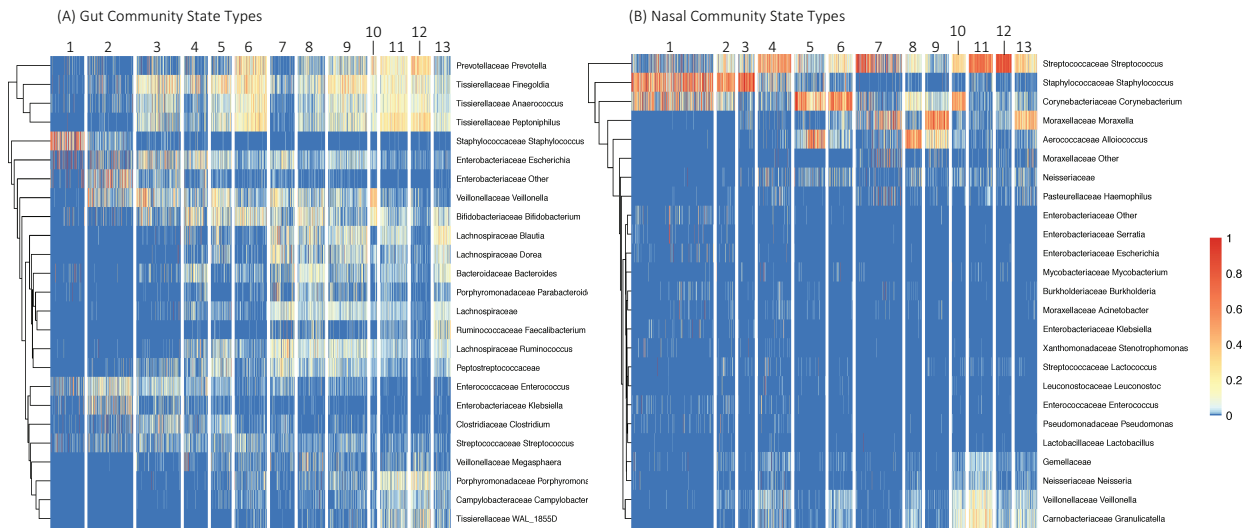 (A) Gut Community State Types
1 2 3 4 5 6 7 8 9 10 11 12 13
Prevotellaceae Prevotella
Tissierellaceae Finegoldia
Tissierellaceae Anaerococcus
Tissierellaceae Peptoniphilus
Staphylococcaceae Staphylococcus
Enterobacteriaceae Escherichia
Enterobacteriaceae Other
Veillonellaceae Veillonella
Bifidobacteriaceae Bifidobacterium
Lachnospiraceae Blautia
Lachnospiraceae Dorea
Bacteroidaceae Bacteroides
Porphyromonadaceae Parabacteroid
Lachnospiraceae
Ruminococcaceae Faecalibacterium
Lachnospiraceae Ruminococcus
Peptostreptococcaceae
Enterococcaceae Enterococcus
Enterobacteriaceae Klebsiella
Clostridiaceae Clostridium
Streptococcaceae Streptococcus
Veillonellaceae Megasphaera
Porphyromonadaceae Porphyromona
Campylobacteraceae Campylobacter
Tissierellaceae WAL_1855D
(B) Nasal Community State Types
1 2 3 4 5 6 7 8 9 10 11 12 13
Streptococcaceae Streptococcus
Staphylococcaceae Staphylococcus
Corynebacteriaceae Corynebacterium
Moraxellaceae Moraxella
Aerococcaceae Alloiococcus
Moraxellaceae Other
Neisseriaceae
Pasteurellaceae Haemophilus
Enterobacteriaceae Other
Enterobacteriaceae Serratia
Enterobacteriaceae Escherichia
Mycobacteriaceae Mycobacterium
Burkholderiaceae Burkholderia
Moraxellaceae Acinetobacter
Enterobacteriaceae Klebsiella
Xanthomonadaceae Stenotrophomonas
Streptococcaceae Lactococcus
Leuconostocaceae Leuconostoc
Enterococcaceae Enterococcus
Pseudomonadaceae Pseudomonas
Lactobacillaceae Lactobacillus
Gemellaceae
Neisseriaceae Neisseria
Veillonellaceae Veillonella
Carnobacteriaceae Granulicatella
1
0.8
0.6
0.4
0.2
0